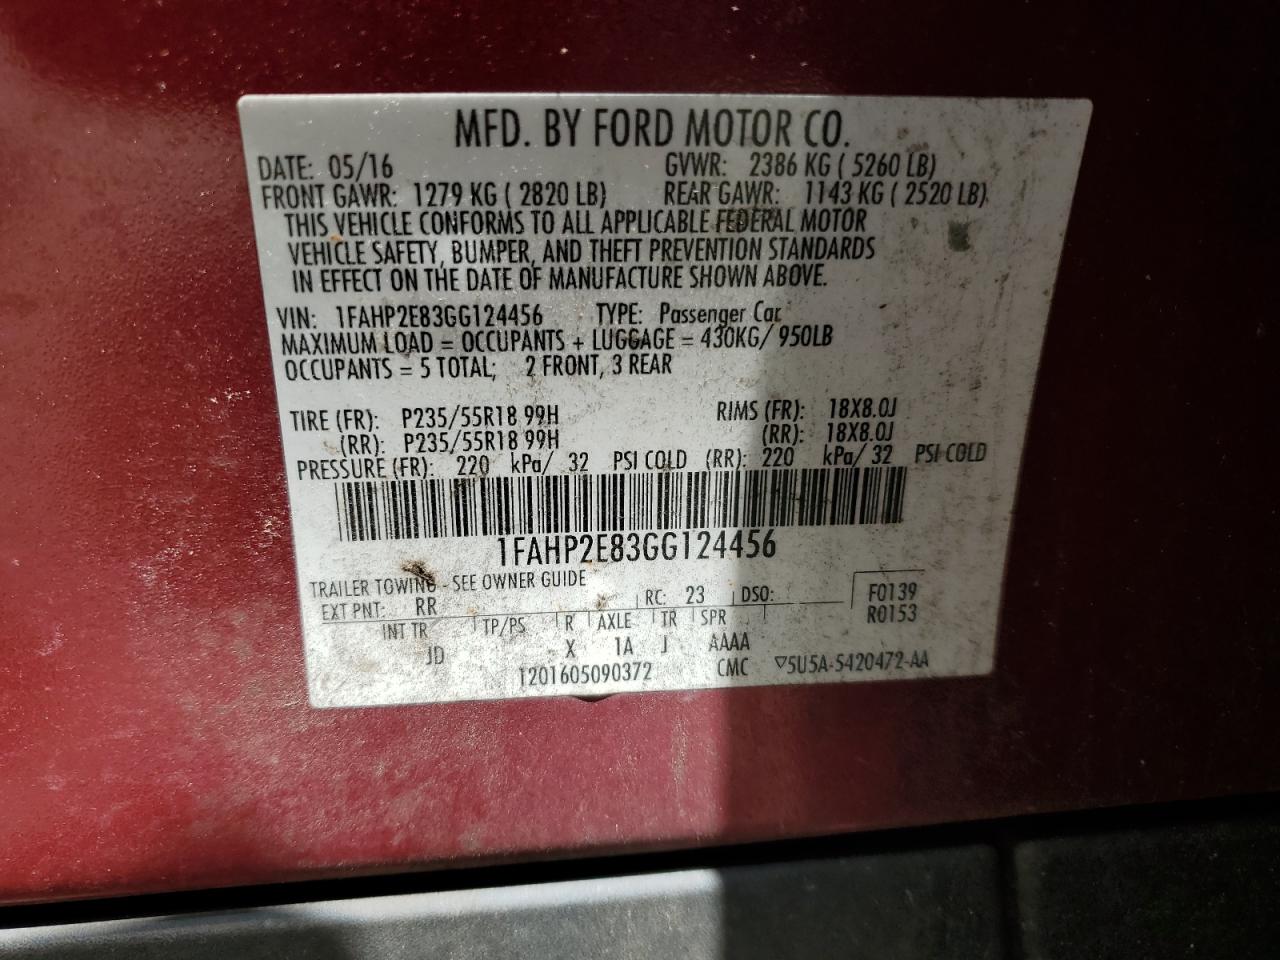 MFD. BY FORD MOTOR CO.
DATE: 05/16 GVWR: 2386 KG ( 5260 LB)
FRONT GAWR: 1279 KG ( 2820 LB) REAR GAWR: 1143 KG ( 2520 LB)
THIS VEHICLE CONFORMS TO ALL APPLICABLE FEDERAL MOTOR
VEHICLE SAFETY, BUMPER, AND THEFT PREVENTION STANDARDS
IN EFFECT ON THE DATE OF MANUFACTURE SHOWN ABOVE.
VIN: 1FAHP2E83GG124456 TYPE: Passenger Car
MAXIMUM LOAD = OCCUPANTS + LUGGAGE = 430KG/ 950LB
OCCUPANTS = 5 TOTAL; 2 FRONT, 3 REAR
TIRE (FR): P235/55R18 99H RIMS (FR): 18X8.0J
(RR): P235/55R18 99H (RR): 18X8.0J
PRESSURE (FR): 220 kPa/ 32 PSI COLD (RR): 220 kPa/ 32 PSI COLD
1FAHP2E83GG124456
TRAILER TOWING - SEE OWNER GUIDE
EXT PNT: RR RC: 23 DSO: F0139
R0153
INT TR TP/PS R AXLE TR SPR
JD X 1A J AAAA
1201605090372 CMC ▽5U5A-5420472-AA